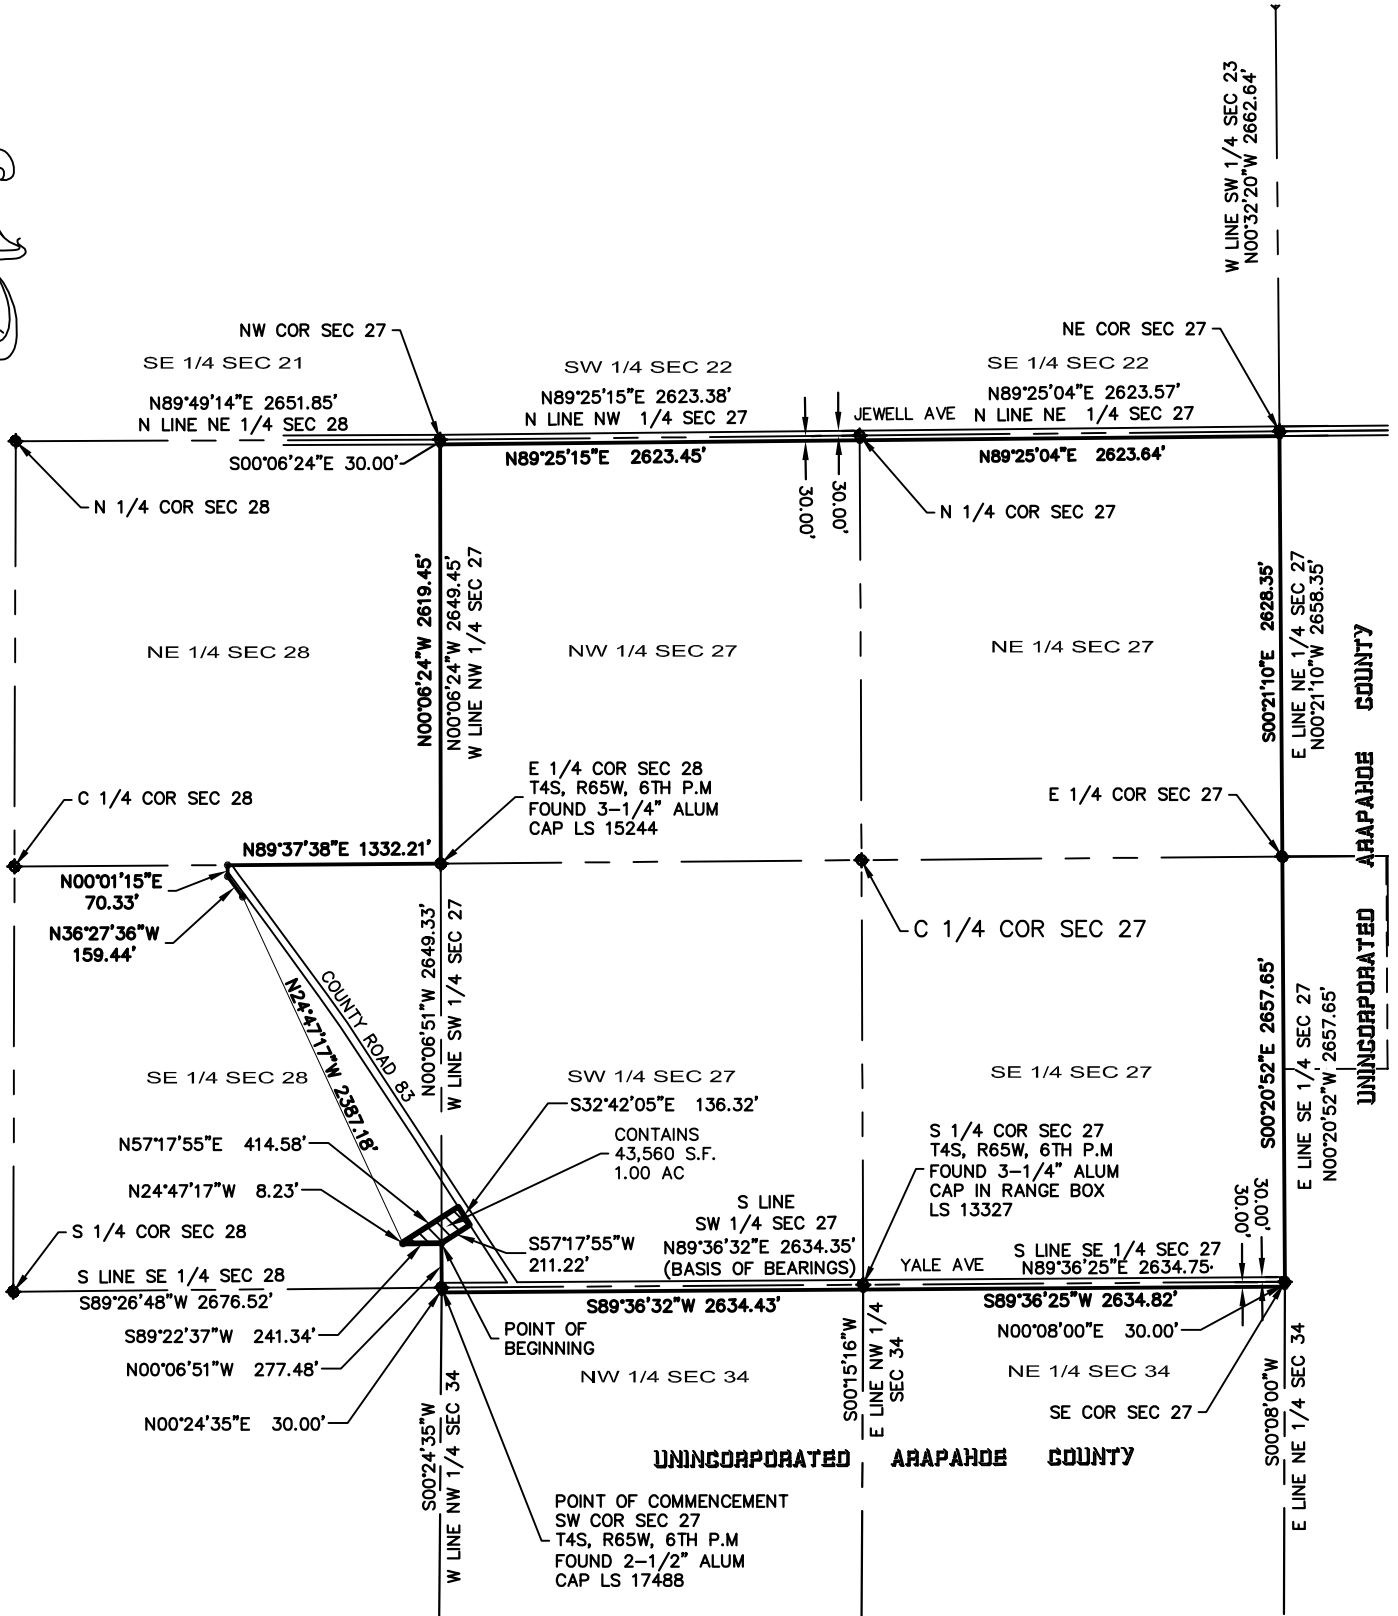 W LINE SW 1/4 SEC 23
N00°32'20"W 2662.64'
NW COR SEC 27
NE COR SEC 27
SE 1/4 SEC 21
SW 1/4 SEC 22
SE 1/4 SEC 22
N89°49'14"E 2651.85'
N LINE NE 1/4 SEC 28
N89°25'15"E 2623.38'
N LINE NW 1/4 SEC 27
JEWELL AVE
N89°25'04"E 2623.57'
N LINE NE 1/4 SEC 27
S00°06'24"E 30.00'
N89°25'15"E 2623.45'
N89°25'04"E 2623.64'
30.00'
30.00'
N 1/4 COR SEC 28
N 1/4 COR SEC 27
N00°06'24"W 2619.45'
N00°06'24"W 2649.45'
W LINE NW 1/4 SEC 27
S00°21'10"E 2628.35'
E LINE NE 1/4 SEC 27
N00°21'10"W 2658.35'
NE 1/4 SEC 28
NW 1/4 SEC 27
NE 1/4 SEC 27
UNINCORPORATED ARAPAHOE COUNTY
C 1/4 COR SEC 28
E 1/4 COR SEC 28
T4S, R65W, 6TH P.M
FOUND 3-1/4" ALUM
CAP LS 15244
E 1/4 COR SEC 27
N89°37'38"E 1332.21'
N00°01'15"E
70.33'
N36°27'36"W
159.44'
C 1/4 COR SEC 27
N24°47'17"W 2387.18'
COUNTY ROAD 83
N00°06'51"W 2649.33'
W LINE SW 1/4 SEC 27
S00°20'52"E 2657.65'
E LINE SE 1/4 SEC 27
N00°20'52"W 2657.65'
SE 1/4 SEC 28
SW 1/4 SEC 27
SE 1/4 SEC 27
S32°42'05"E 136.32'
CONTAINS
43,560 S.F.
1.00 AC
N57°17'55"E 414.58'
N24°47'17"W 8.23'
S 1/4 COR SEC 27
T4S, R65W, 6TH P.M
FOUND 3-1/4" ALUM
CAP IN RANGE BOX
LS 13327
S 1/4 COR SEC 28
S57°17'55"W
211.22'
S LINE
SW 1/4 SEC 27
N89°36'32"E 2634.35'
(BASIS OF BEARINGS)
YALE AVE
S LINE SE 1/4 SEC 27
N89°36'25"E 2634.75'
30.00'
30.00'
S LINE SE 1/4 SEC 28
S89°26'48"W 2676.52'
S89°36'32"W 2634.43'
S89°36'25"W 2634.82'
S89°22'37"W 241.34'
N00°06'51"W 277.48'
POINT OF
BEGINNING
N00°08'00"E 30.00'
NW 1/4 SEC 34
NE 1/4 SEC 34
N00°24'35"E 30.00'
SE COR SEC 27
S00°24'35"W
W LINE NW 1/4 SEC 34
S00°15'16"W
E LINE NW 1/4
SEC 34
S00°08'00"W
E LINE NE 1/4 SEC 34
UNINCORPORATED ARAPAHOE COUNTY
POINT OF COMMENCEMENT
SW COR SEC 27
T4S, R65W, 6TH P.M
FOUND 2-1/2" ALUM
CAP LS 17488